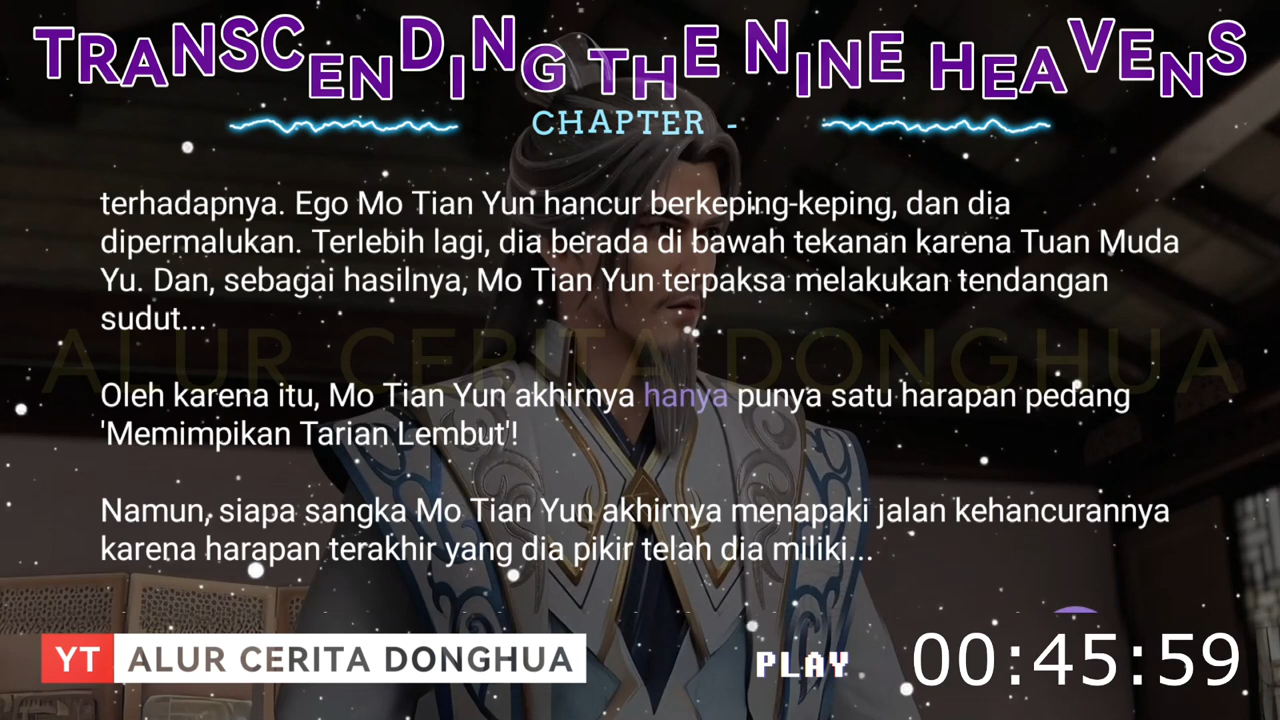 TRANSCENDING THE NINE HEAVENS
CHAPTER -
terhadapnya. Ego Mo Tian Yun hancur berkeping-keping, dan dia
dipermalukan. Terlebih lagi, dia berada di bawah tekanan karena Tuan Muda
Yu. Dan, sebagai hasilnya, Mo Tian Yun terpaksa melakukan tendangan
sudut...
ALUR CERITA DONGHUA
Oleh karena itu, Mo Tian Yun akhirnya hanya punya satu harapan pedang
'Memimpikan Tarian Lembut'!
Namun, siapa sangka Mo Tian Yun akhirnya menapaki jalan kehancurannya
karena harapan terakhir yang dia pikir telah dia miliki...
YT ALUR CERITA DONGHUA
PLAY 00:45:59